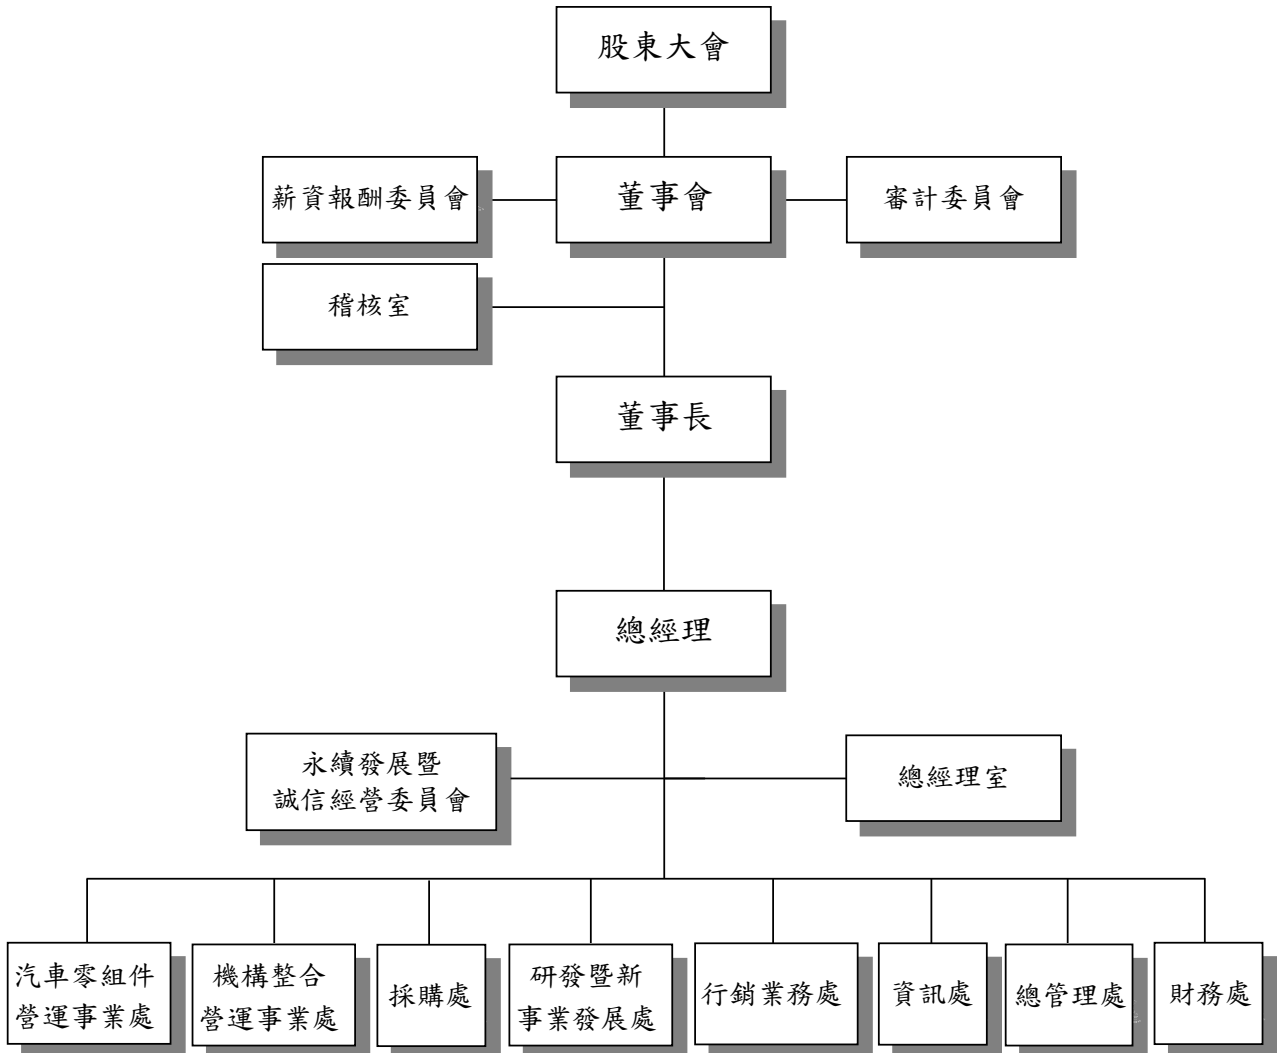 股東大會
薪資報酬委員會
董事會
審計委員會
稽核室
董事長
總經理
永續發展暨
誠信經營委員會
總經理室
汽車零組件
營運事業處
機構整合
營運事業處
採購處
研發暨新
事業發展處
行銷業務處
資訊處
總管理處
財務處